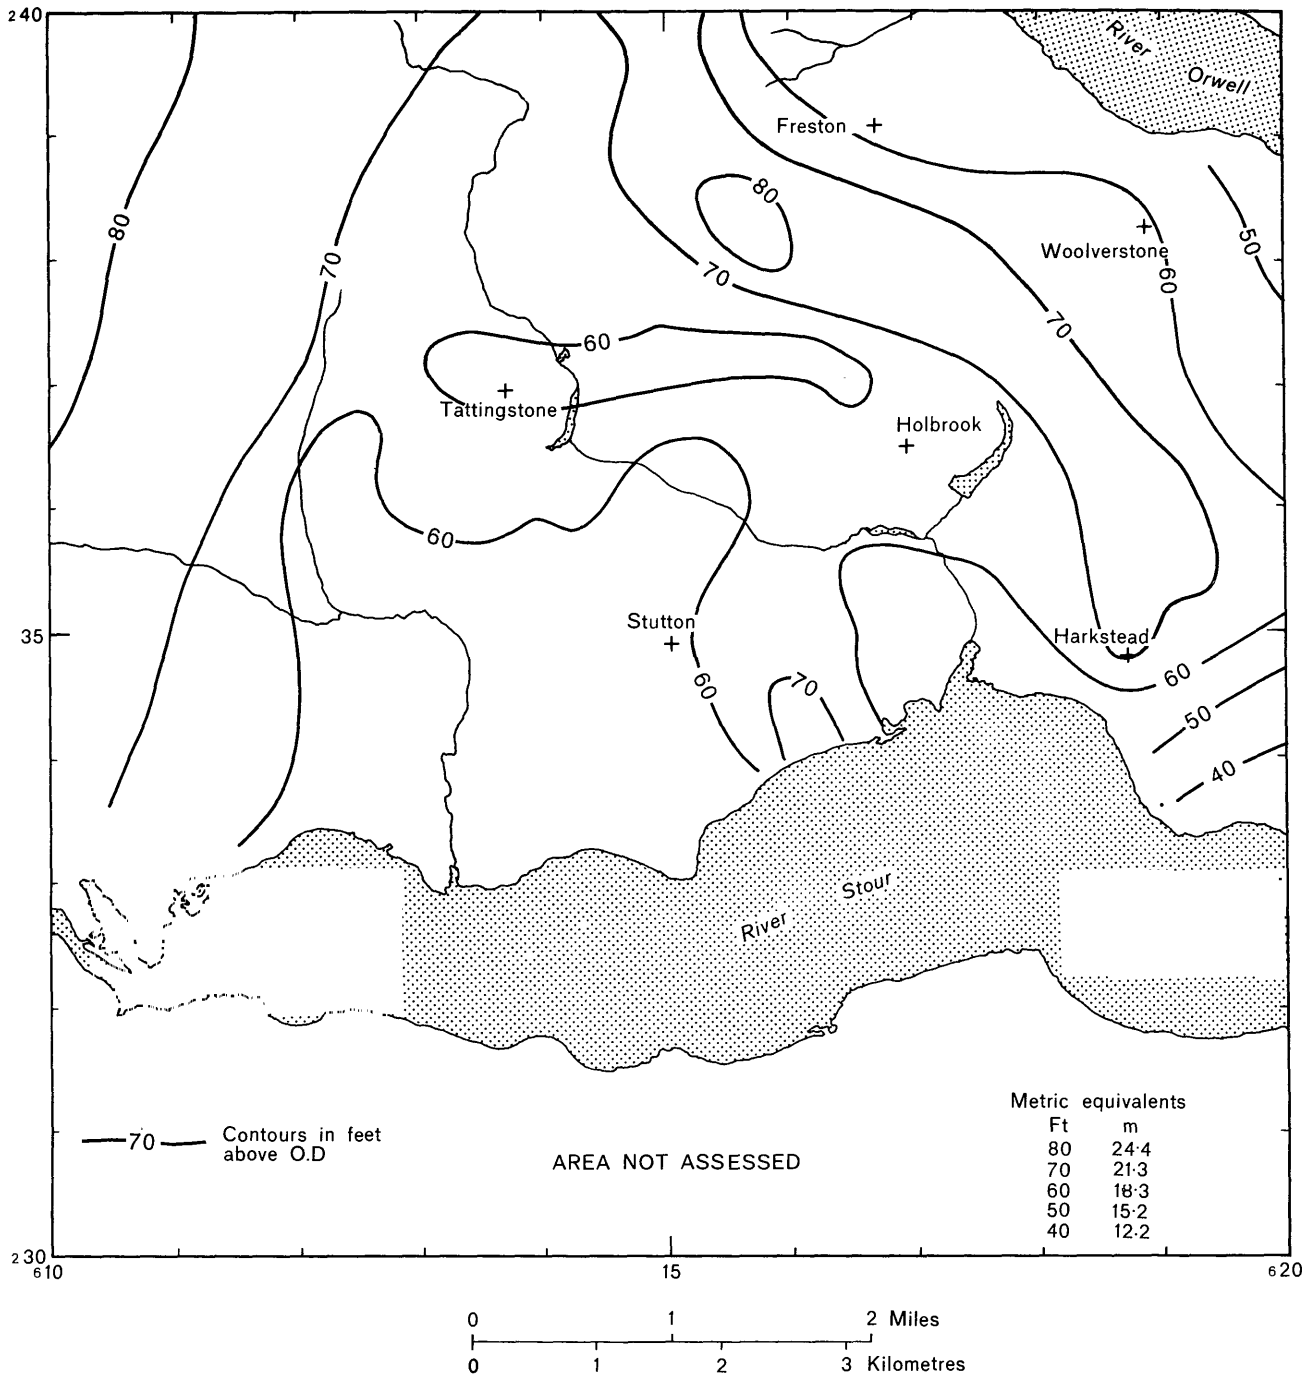 240
River
Orwell
Freston
80
80
50
Woolverstone
70
70
60
70
60
Tattingstone
Holbrook
60
Stutton
35
Harkstead
60
70
60
50
40
Stour
River
Metric equivalents
Ft m
80 24·4
70 21·3
60 18·3
50 15·2
40 12·2
70 Contours in feet
above O.D
AREA NOT ASSESSED
230
610 15 620
0 1 2 Miles
0 1 2 3 Kilometres